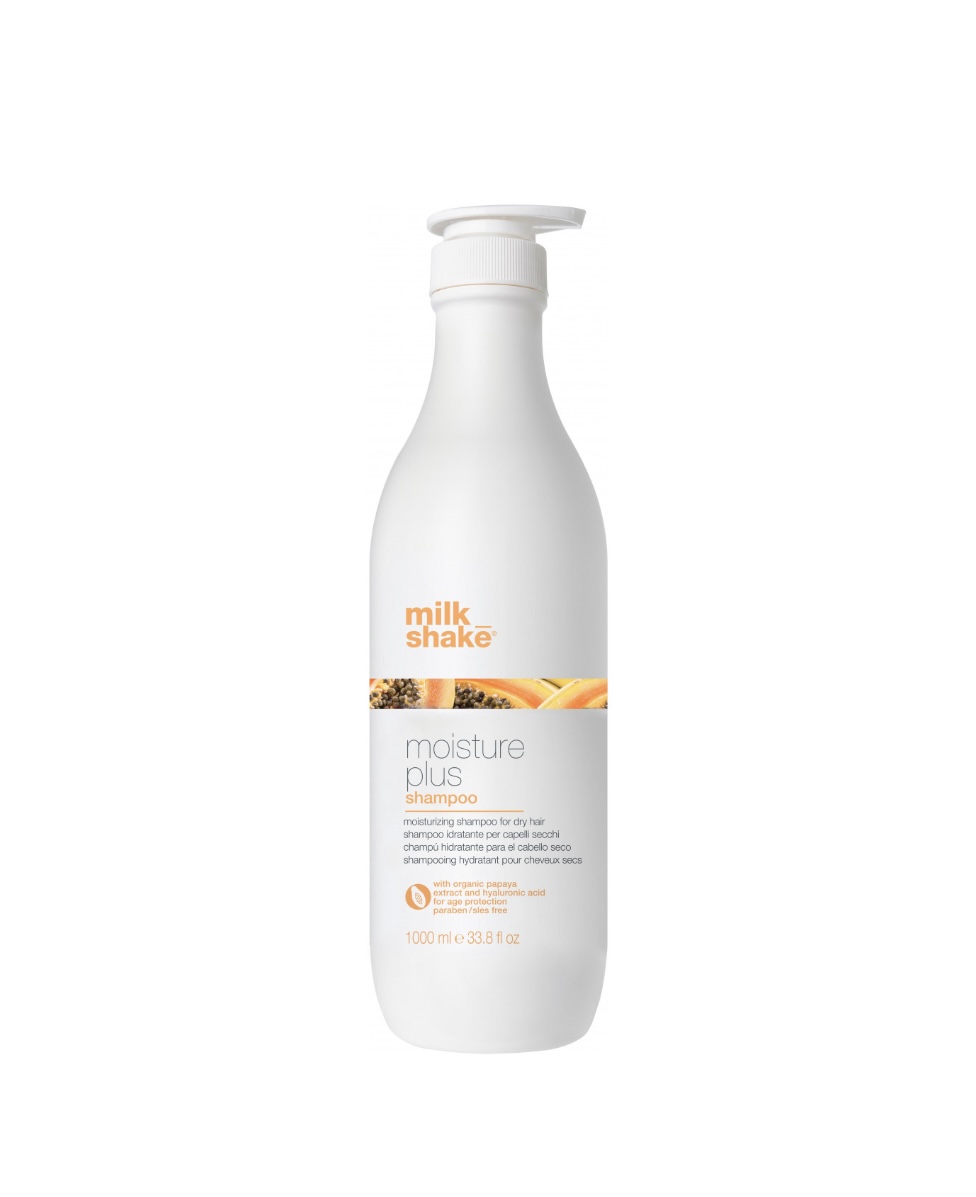 milk_
shake®
moisture
plus
shampoo
moisturizing shampoo for dry hair
shampoo idratante per capelli secchi
champú hidratante para el cabello seco
shampooing hydratant pour cheveux secs
with organic papaya
extract and hyaluronic acid
for age protection
paraben/sles free
1000 ml e 33.8 fl oz